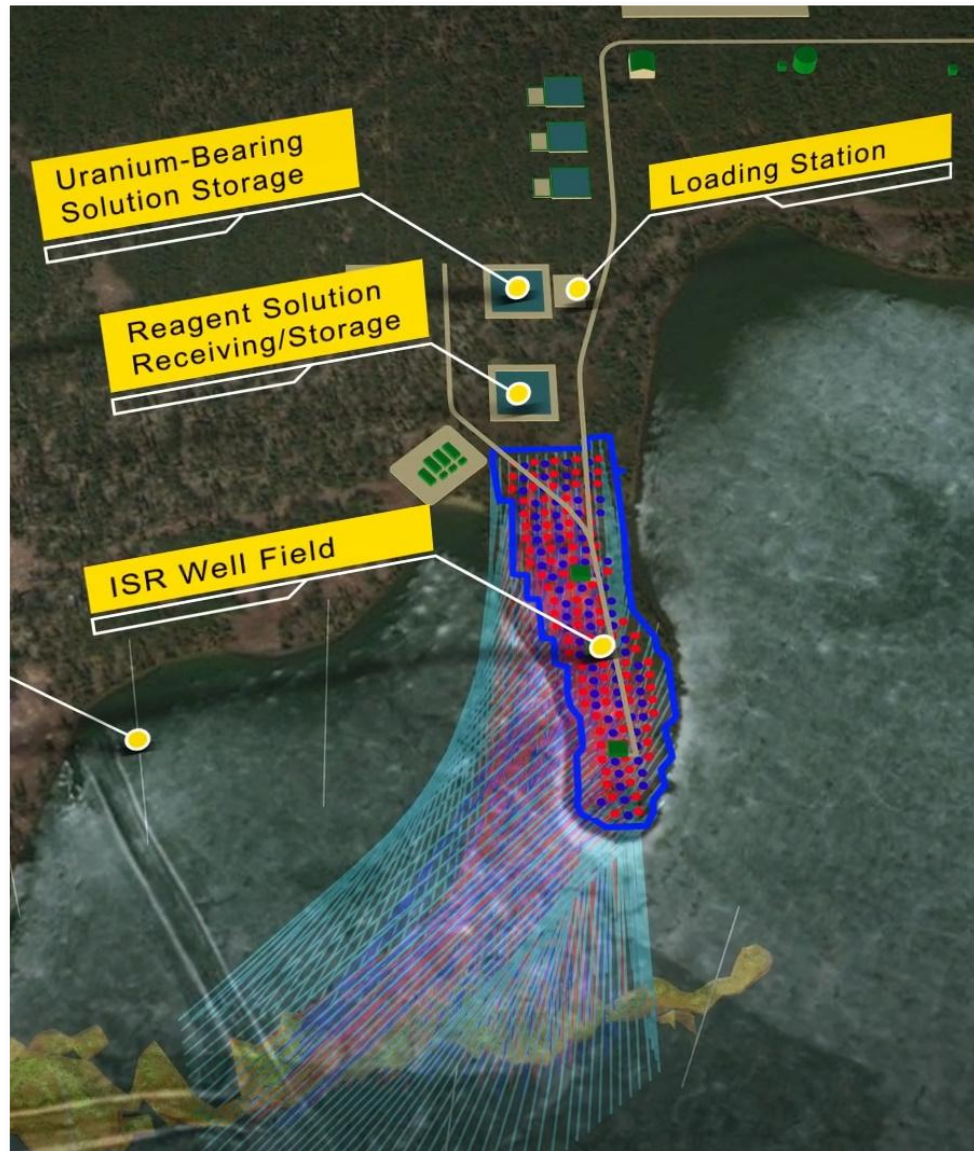 Uranium-Bearing
Solution Storage
Loading Station
Reagent Solution
Receiving/Storage
ISR Well Field